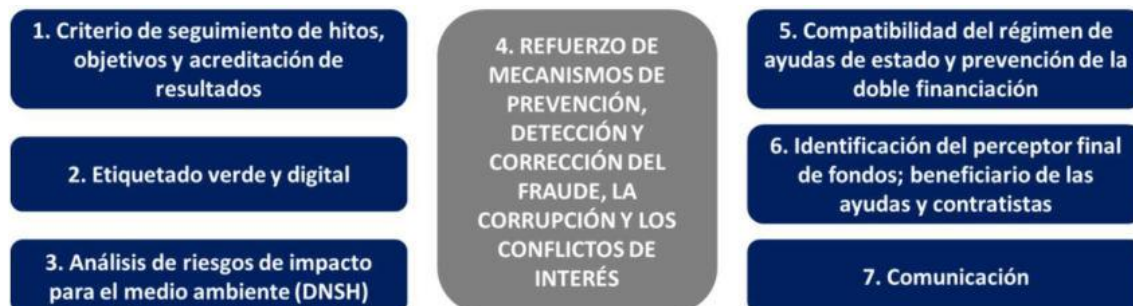 1. Criterio de seguimiento de hitos,
objetivos y acreditación de
resultados
2. Etiquetado verde y digital
3. Análisis de riesgos de impacto
para el medio ambiente (DNSH)
4. REFUERZO DE
MECANISMOS DE
PREVENCIÓN,
DETECCIÓN Y
CORRECCIÓN DEL
FRAUDE, LA
CORRUPCIÓN Y LOS
CONFLICTOS DE
INTERÉS
5. Compatibilidad del régimen de
ayudas de estado y prevención de la
doble financiación
6. Identificación del perceptor final
de fondos; beneficiario de las
ayudas y contratistas
7. Comunicación